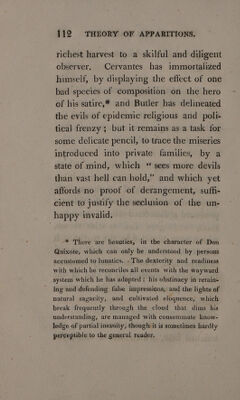 112 THEORY OF APPARITIONS.
richest harvest to a skilful and diligent
observer. Cervantes has immortalized
himself, by displaying the effect of one
bad species of composition on the hero
of his satire,* and Butler has delineated
the evils of epidemic religious and poli-
tical frenzy; but it remains as a task for
some delicate pencil, to trace the miseries
introduced into private families, by a
state of mind, which "sees more devils
than vast hell can hold," and which yet
affords no proof of derangement, suffi-
cient to justify the seclusion of the un-
happy invalid.
* There are beauties, in the character of Don
Quixote, which can only be understood by persons
accustomed to lunatics. The dexterity and readiness
with which he reconciles all events with the wayward
system which he has adopted: his obstinacy in retain-
ing and defending false impressions, and the lights of
natural sagacity, and cultivated eloquence, which
break frequently through the cloud that dims his
understanding, are managed with consummate know-
ledge of partial insanity, though it is sometimes hardly
perceptible to the general reader.